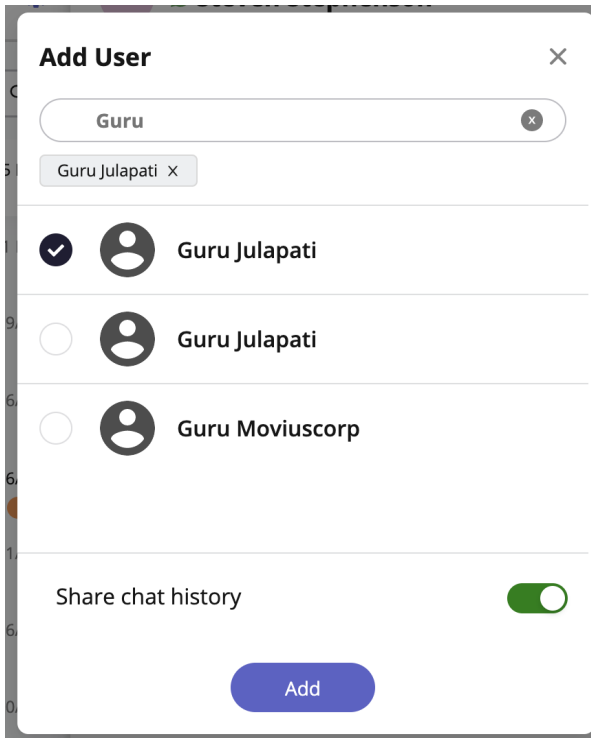 Add User
Guru
x
Guru Julapati X
Guru Julapati
Guru Julapati
Guru Moviuscorp
Share chat history
Add